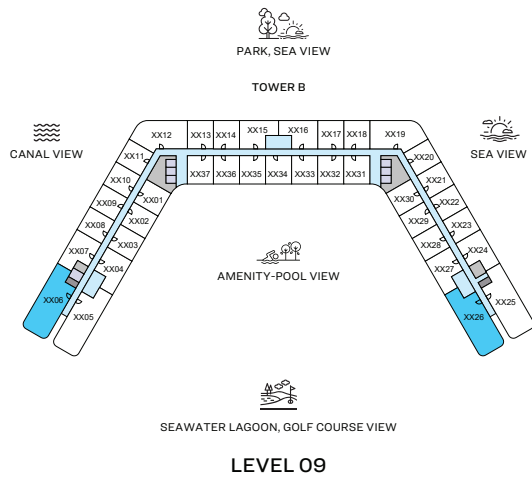 PARK, SEA VIEW
TOWER B
CANAL VIEW
SEA VIEW
XX12
XX13
XX14
XX15
XX16
XX17
XX18
XX19
XX11
XX37
XX36
XX35
XX34
XX33
XX32
XX31
XX20
XX10
XX01
XX30
XX21
XX09
XX02
XX29
XX22
XX08
XX03
XX28
XX23
XX07
XX04
XX27
XX24
XX06
XX05
XX26
XX25
AMENITY-POOL VIEW
SEAWATER LAGOON, GOLF COURSE VIEW
LEVEL 09